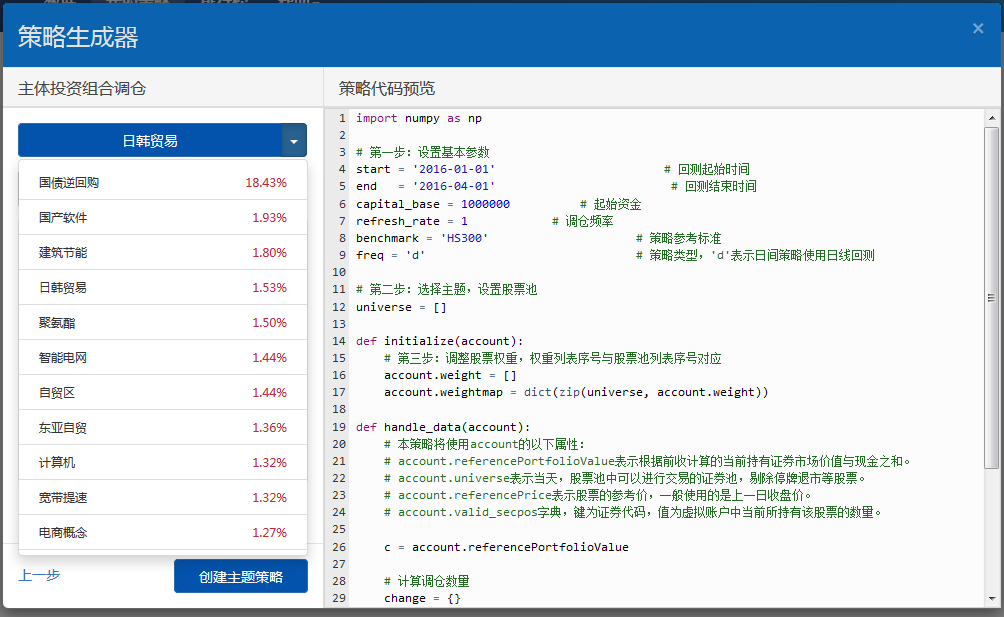 策略生成器
×
主体投资组合调仓
策略代码预览
日韩贸易
国债逆回购 18.43%
国产软件 1.93%
建筑节能 1.80%
日韩贸易 1.53%
聚氨酯 1.50%
智能电网 1.44%
自贸区 1.44%
东亚自贸 1.36%
计算机 1.32%
宽带提速 1.32%
电商概念 1.27%
上一步
创建主题策略
1 import numpy as np
2
3 # 第一步: 设置基本参数
4 start = '2016-01-01' # 回测起始时间
5 end = '2016-04-01' # 回测结束时间
6 capital_base = 1000000 # 起始资金
7 refresh_rate = 1 # 调仓频率
8 benchmark = 'HS300' # 策略参考标准
9 freq = 'd' # 策略类型，'d'表示日间策略使用日线回测
10
11 # 第二步: 选择主题，设置股票池
12 universe = []
13
14 def initialize(account):
15 # 第三步: 调整股票权重，权重列表序号与股票池列表序号对应
16 account.weight = []
17 account.weightmap = dict(zip(universe, account.weight))
18
19 def handle_data(account):
20 # 本策略将使用account的以下属性:
21 # account.referencePortfolioValue表示根据前收计算的当前持有证券市场价值与现金之和。
22 # account.universe表示当天，股票池中可以进行交易的证券池，剔除停牌退市等股票。
23 # account.referencePrice表示股票的参考价，一般使用的是上一日收盘价。
24 # account.valid_secpos字典，键为证券代码，值为虚拟账户中当前所持有该股票的数量。
25
26 c = account.referencePortfolioValue
27
28 # 计算调仓数量
29 change = {}